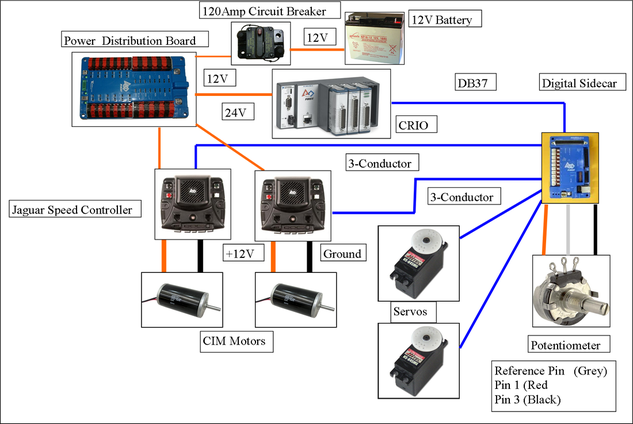 120Amp Circuit Breaker
12V Battery
Power Distribution Board
12V
12V
DB37
Digital Sidecar
24V
CRIO
3-Conductor
3-Conductor
Jaguar Speed Controller
+12V
Ground
Servos
CIM Motors
Potentiometer
Reference Pin (Grey)
Pin 1 (Red
Pin 3 (Black)